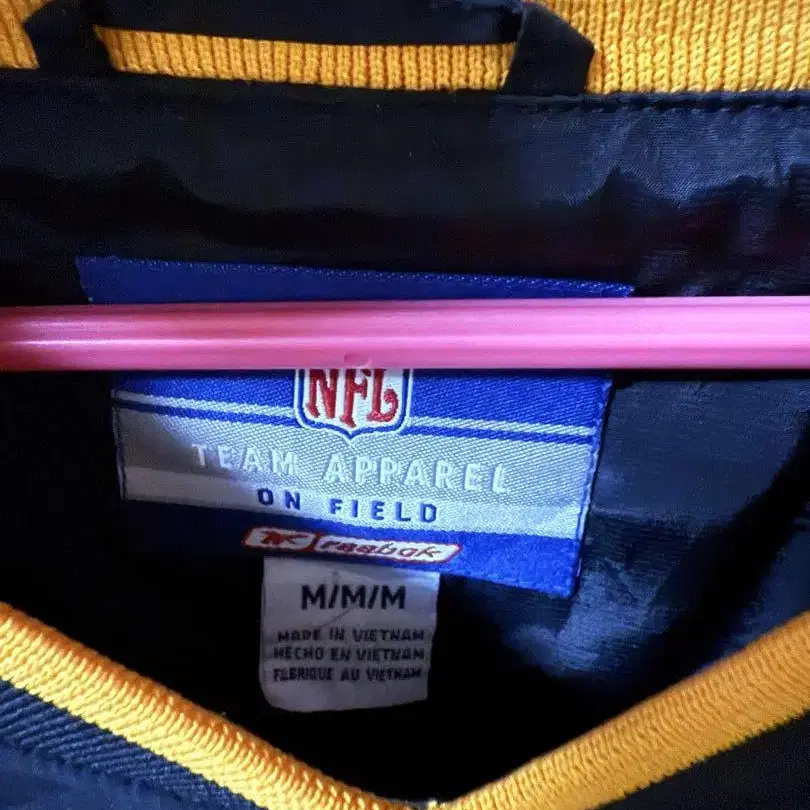 NFL
TEAM APPAREL
ON FIELD
Reebok
M/M/M
MADE IN VIETNAM
HECHO EN VIETNAM
FABRIQUE AU VIETNAM